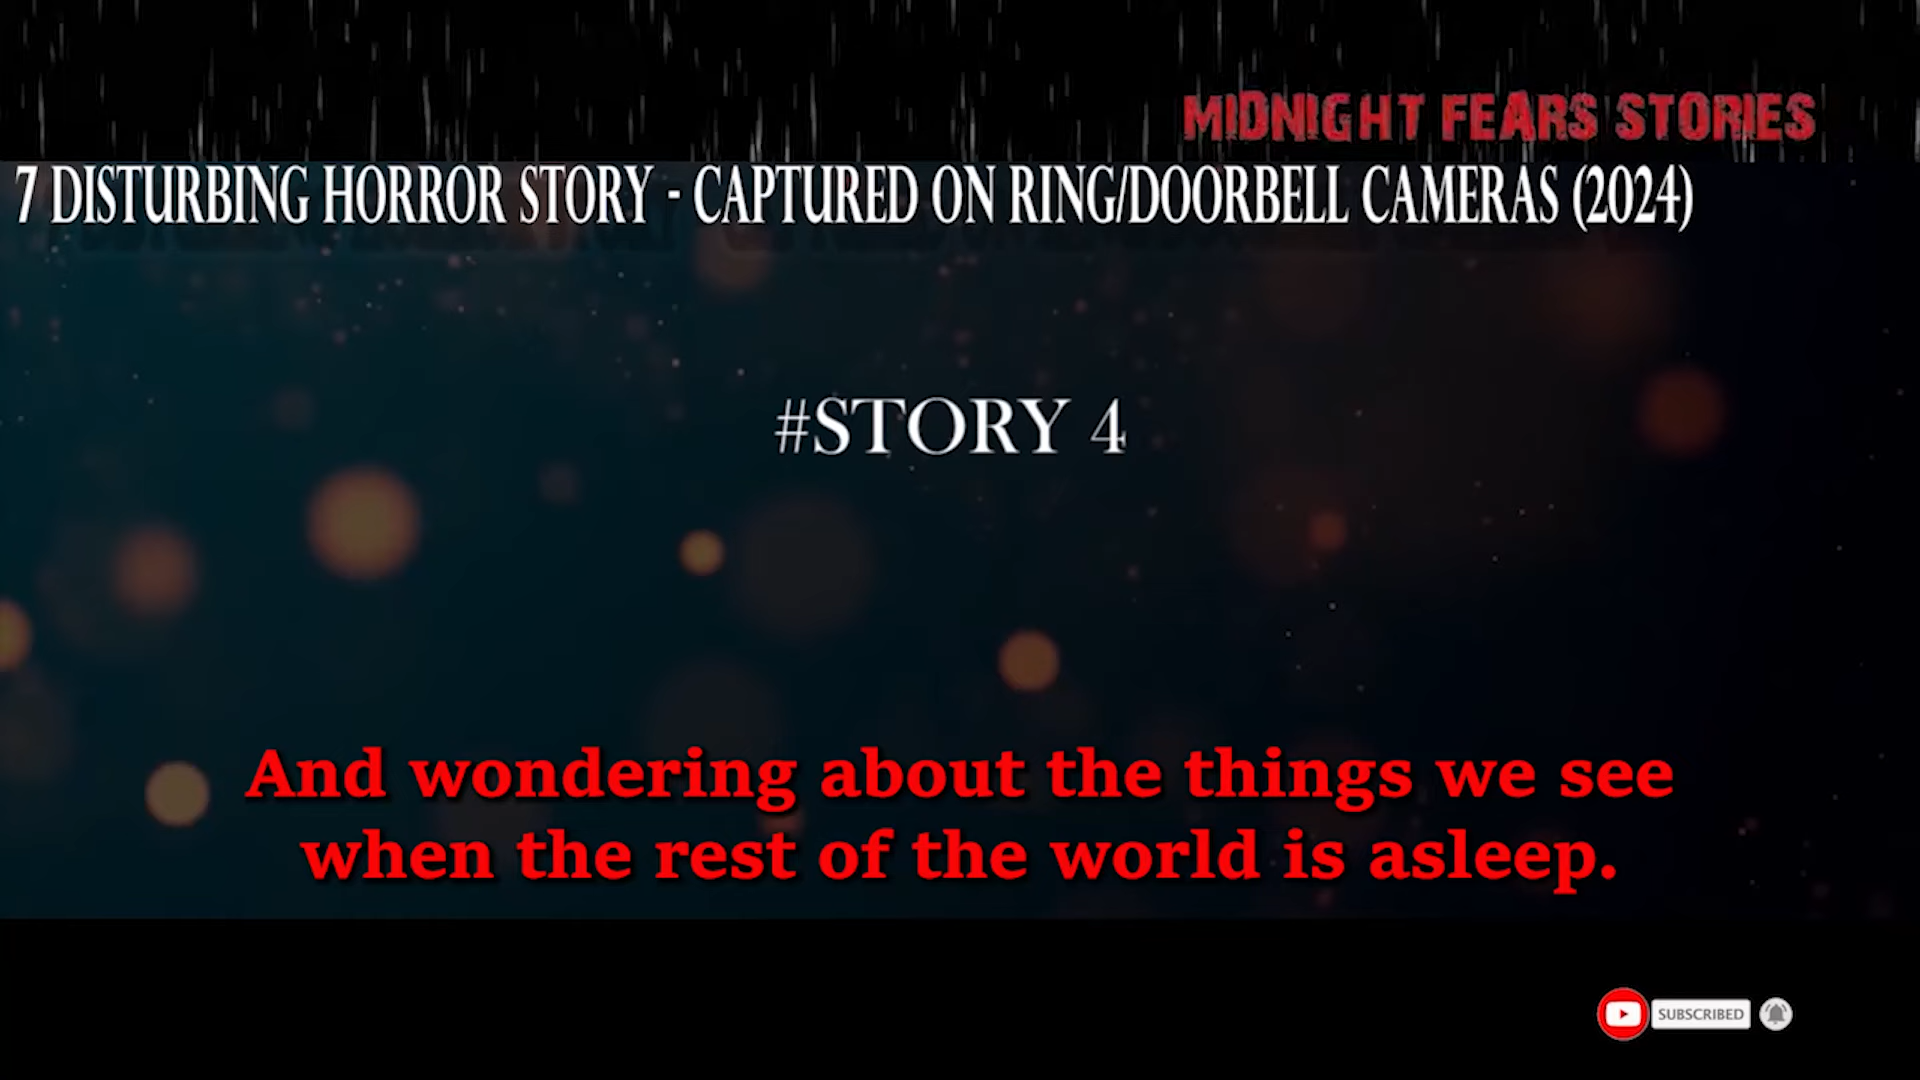 MIDNIGHT FEARS STORIES
7 DISTURBING HORROR STORY - CAPTURED ON RING/DOORBELL CAMERAS (2024)
#STORY 4
And wondering about the things we see
when the rest of the world is asleep.
SUBSCRIBED